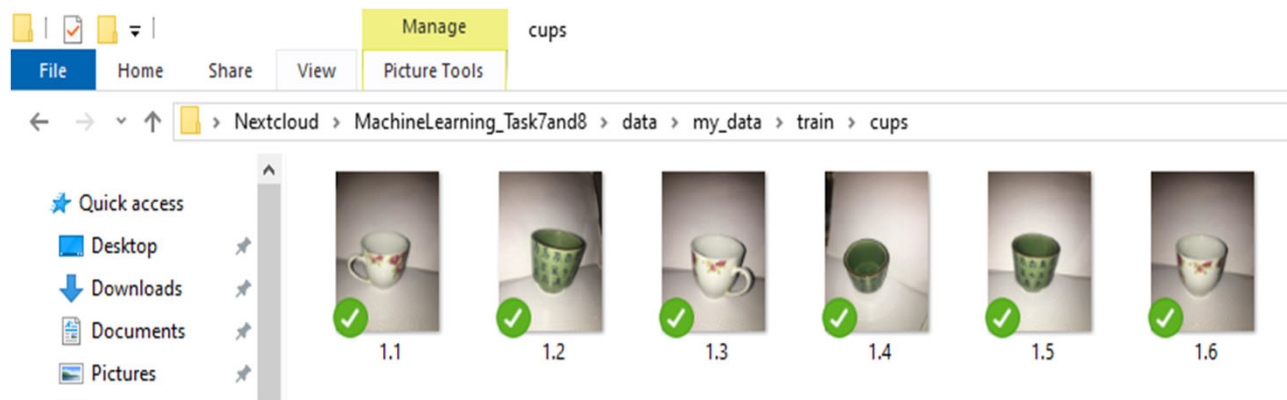 Manage
cups
File Home Share View Picture Tools
Nextcloud > MachineLearning_Task7and8 > data > my_data > train > cups
Quick access
Desktop
Downloads
Documents
Pictures
1.1 1.2 1.3 1.4 1.5 1.6